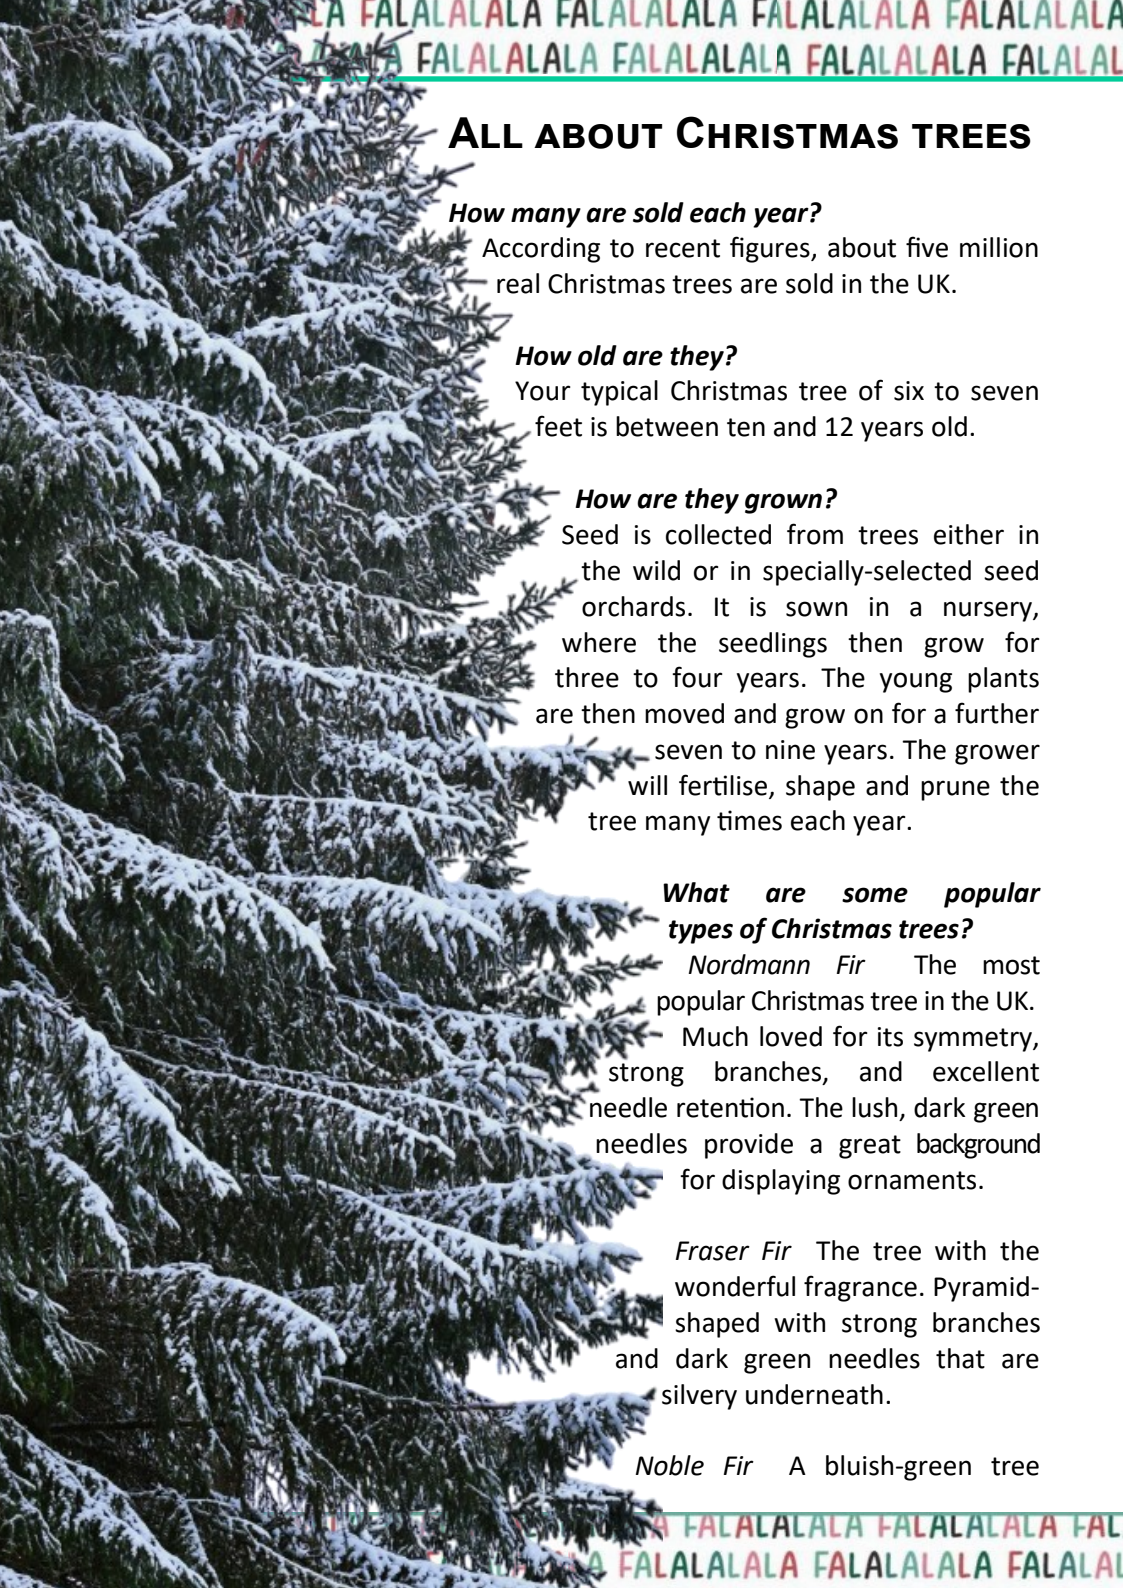 LA FALALALALA FALALALALA FALALALALA FALALALALA
LA FALALALALA FALALALALA FALALALALA FALALAL
ALL ABOUT CHRISTMAS TREES
How many are sold each year?
According to recent figures, about five million
real Christmas trees are sold in the UK.
How old are they?
Your typical Christmas tree of six to seven
feet is between ten and 12 years old.
How are they grown?
Seed is collected from trees either in
the wild or in specially-selected seed
orchards. It is sown in a nursery,
where the seedlings then grow for
three to four years. The young plants
are then moved and grow on for a further
seven to nine years. The grower
will fertilise, shape and prune the
tree many times each year.
What are some popular
types of Christmas trees?
Nordmann Fir The most
popular Christmas tree in the UK.
Much loved for its symmetry,
strong branches, and excellent
needle retention. The lush, dark green
needles provide a great background
for displaying ornaments.
Fraser Fir The tree with the
wonderful fragrance. Pyramid-
shaped with strong branches
and dark green needles that are
silvery underneath.
Noble Fir A bluish-green tree
A FALALALALA FALALALALA FAL
A FALALALALA FALALALALA FALALAL